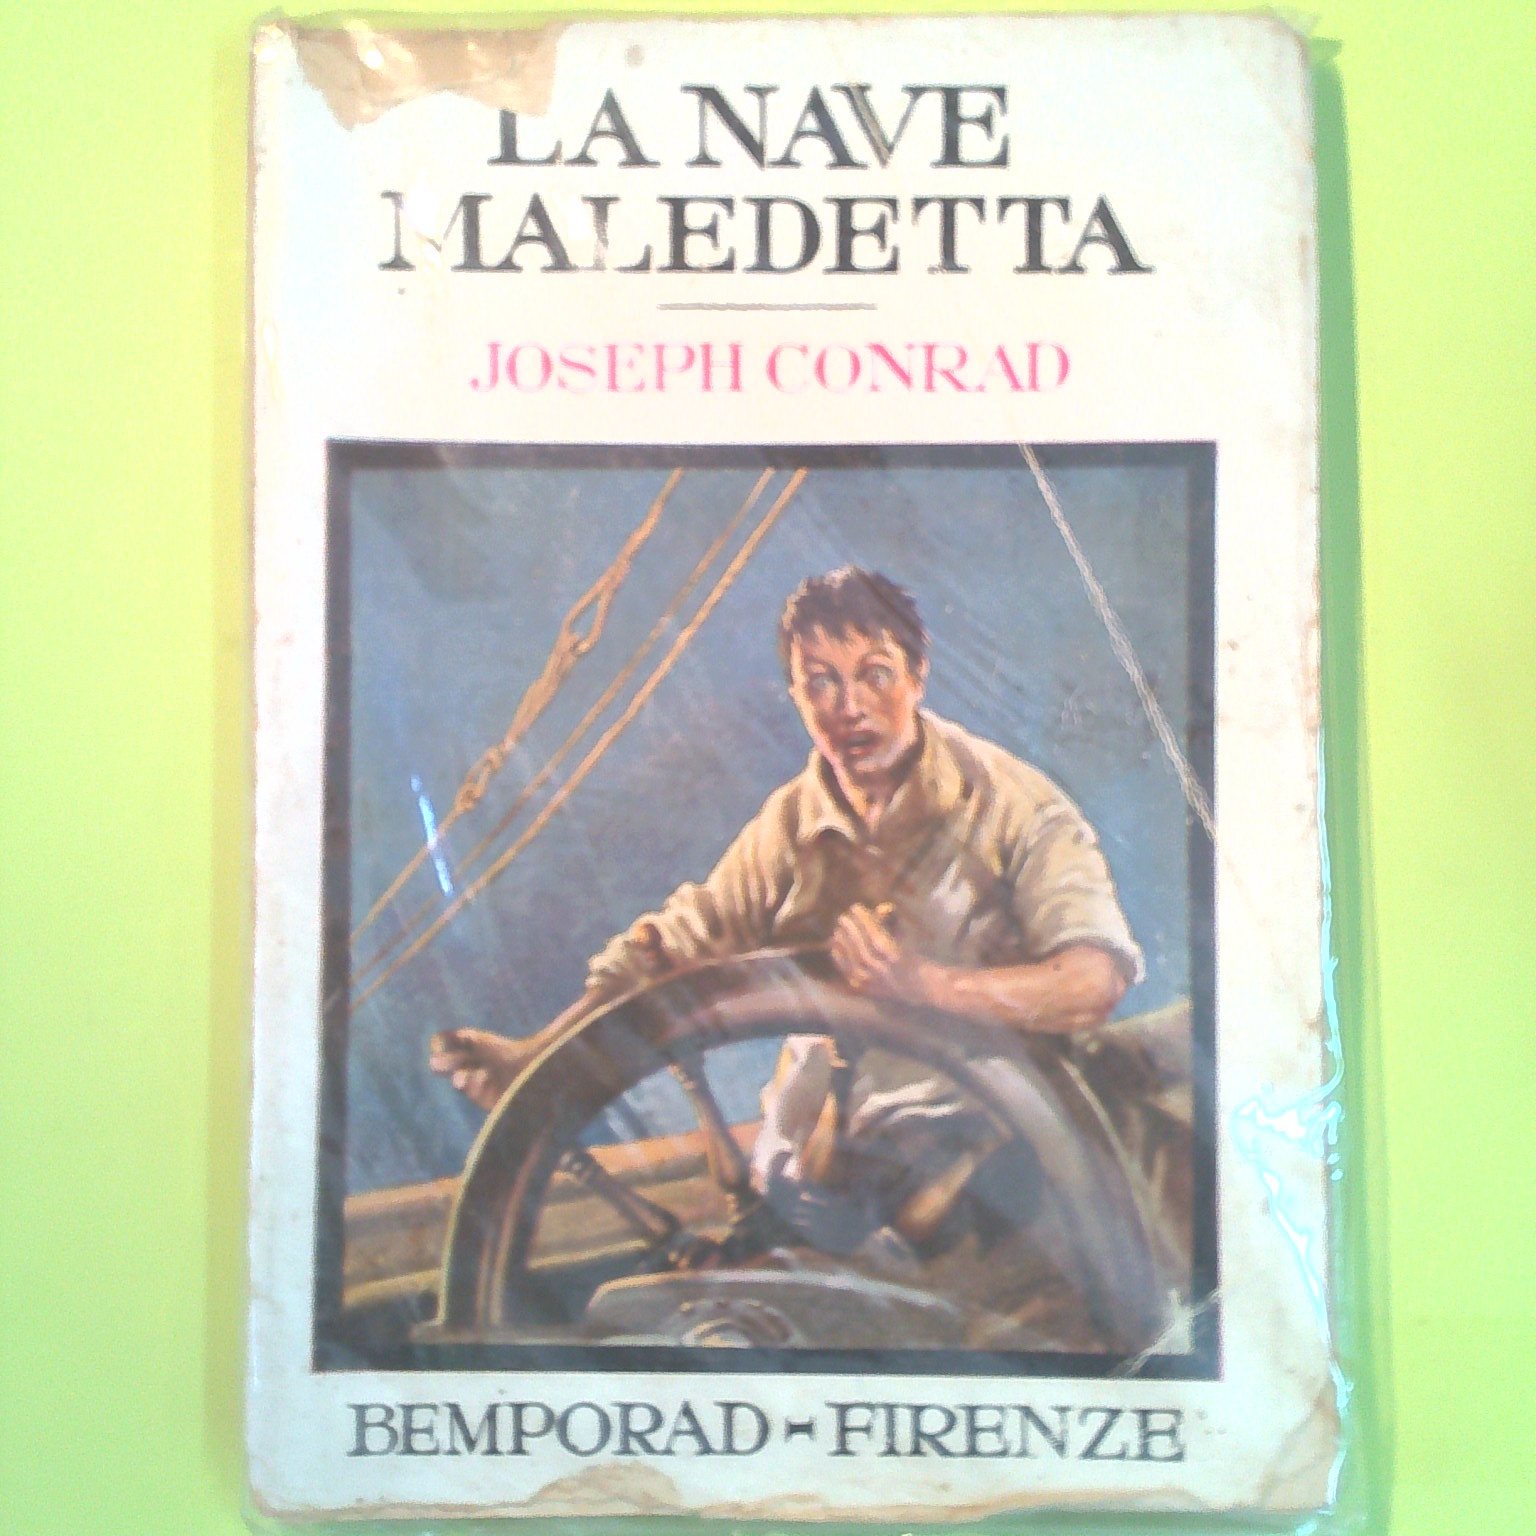 LA NAVE
MALEDETTA
JOSEPH CONRAD
BEMPORAD - FIRENZE